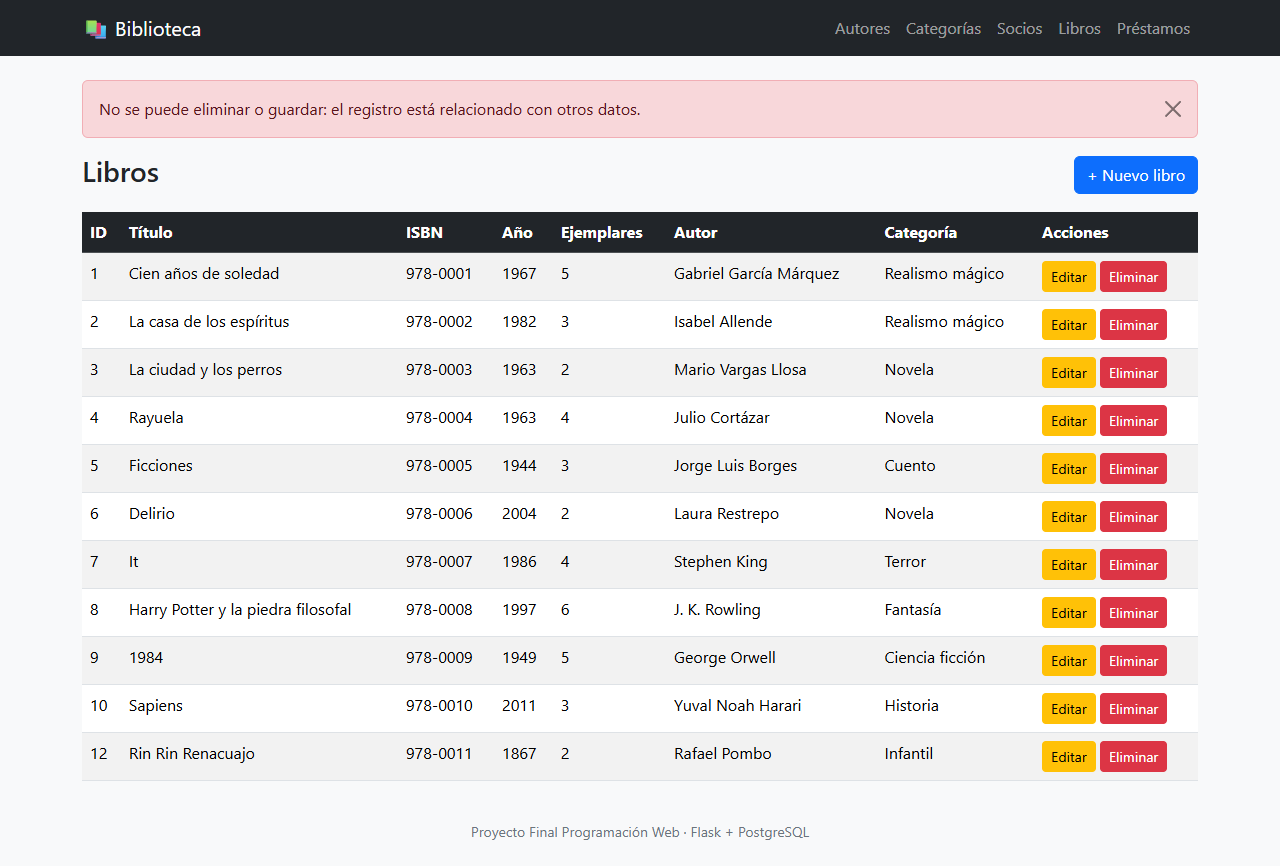 Biblioteca Autores Categorías Socios Libros Préstamos
No se puede eliminar o guardar: el registro está relacionado con otros datos.
Libros + Nuevo libro
ID Título ISBN Año Ejemplares Autor Categoría Acciones
1 Cien años de soledad 978-0001 1967 5 Gabriel García Márquez Realismo mágico Editar Eliminar
2 La casa de los espíritus 978-0002 1982 3 Isabel Allende Realismo mágico Editar Eliminar
3 La ciudad y los perros 978-0003 1963 2 Mario Vargas Llosa Novela Editar Eliminar
4 Rayuela 978-0004 1963 4 Julio Cortázar Novela Editar Eliminar
5 Ficciones 978-0005 1944 3 Jorge Luis Borges Cuento Editar Eliminar
6 Delirio 978-0006 2004 2 Laura Restrepo Novela Editar Eliminar
7 It 978-0007 1986 4 Stephen King Terror Editar Eliminar
8 Harry Potter y la piedra filosofal 978-0008 1997 6 J. K. Rowling Fantasía Editar Eliminar
9 1984 978-0009 1949 5 George Orwell Ciencia ficción Editar Eliminar
10 Sapiens 978-0010 2011 3 Yuval Noah Harari Historia Editar Eliminar
12 Rin Rin Renacuajo 978-0011 1867 2 Rafael Pombo Infantil Editar Eliminar
Proyecto Final Programación Web · Flask + PostgreSQL